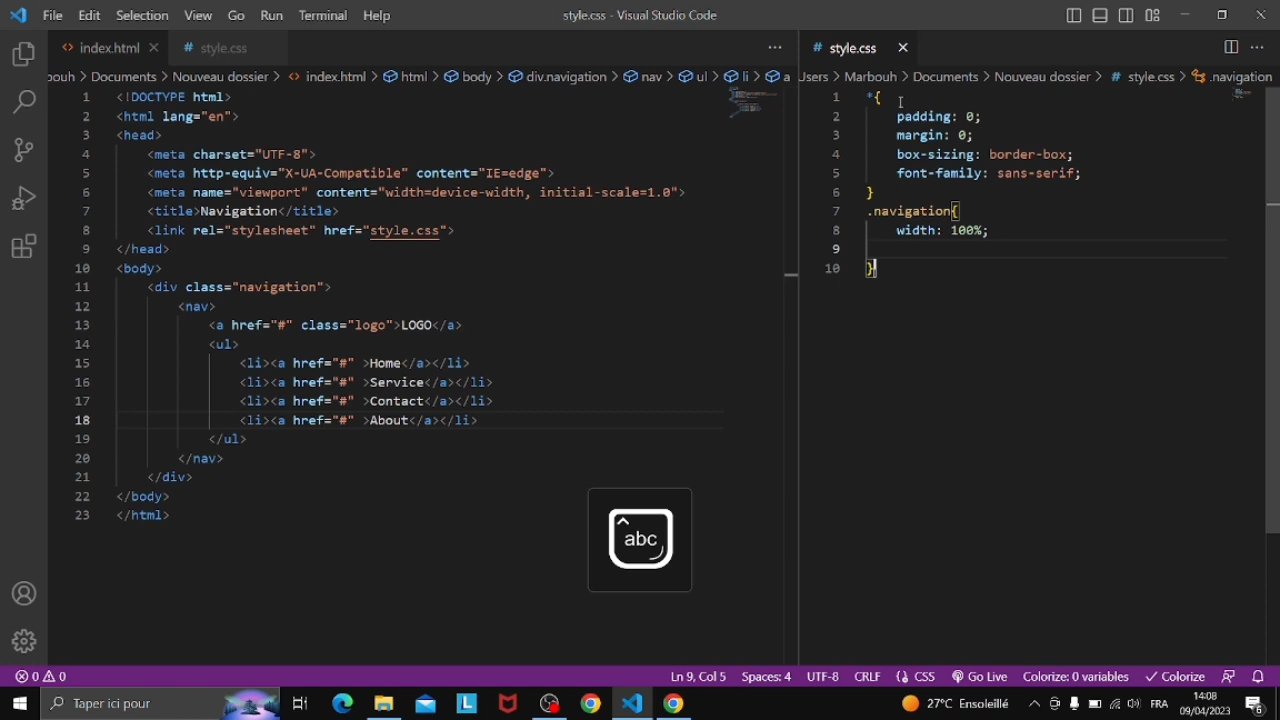 File Edit Selection View Go Run Terminal Help style.css - Visual Studio Code
index.html style.css
style.css
bouh > Documents > Nouveau dossier > index.html > html > body > div.navigation > nav > ul > li > a
Users > Marbouh > Documents > Nouveau dossier > # style.css > .navigation
1 <!DOCTYPE html>
2 <html lang="en">
3 <head>
4 <meta charset="UTF-8">
5 <meta http-equiv="X-UA-Compatible" content="IE=edge">
6 <meta name="viewport" content="width=device-width, initial-scale=1.0">
7 <title>Navigation</title>
8 <link rel="stylesheet" href="style.css">
9 </head>
10 <body>
11 <div class="navigation">
12 <nav>
13 <a href="#" class="logo">LOGO</a>
14 <ul>
15 <li><a href="#" >Home</a></li>
16 <li><a href="#" >Service</a></li>
17 <li><a href="#" >Contact</a></li>
18 <li><a href="#" >About</a></li>
19 </ul>
20 </nav>
21 </div>
22 </body>
23 </html>
1 *{
2 padding: 0;
3 margin: 0;
4 box-sizing: border-box;
5 font-family: sans-serif;
6 }
7 .navigation{
8 width: 100%;
9
10 }
abc
0 0 Ln 9, Col 5 Spaces: 4 UTF-8 CRLF {} CSS Go Live Colorize: 0 variables Colorize
Taper ici pour 27°C Ensoleillé FRA 14:08
09/04/2023 6